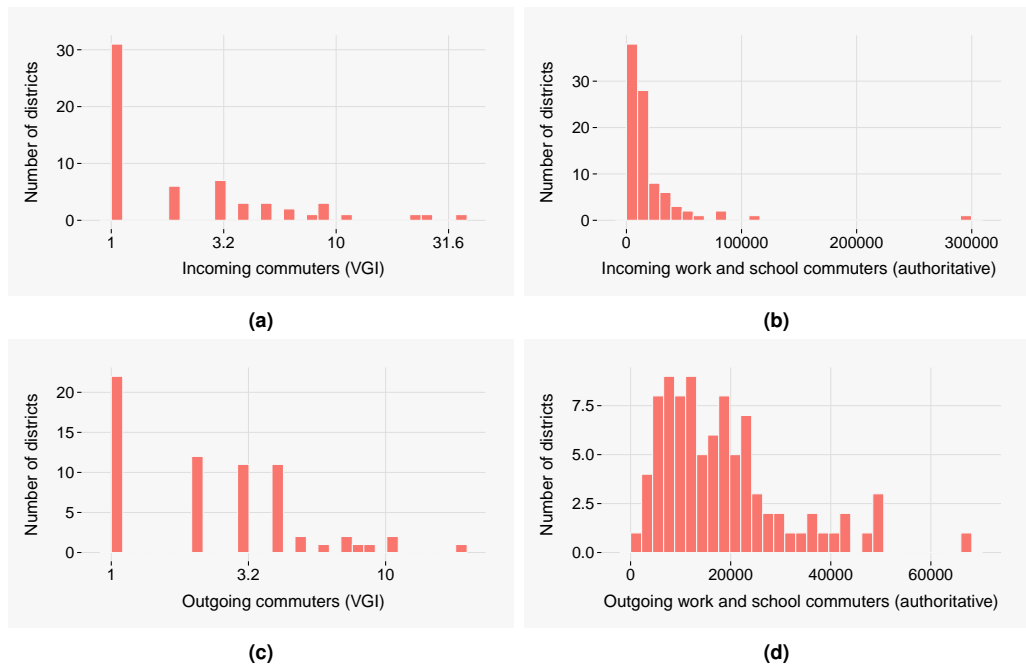 Number of districts
30
20
10
0
1 3.2 10 31.6
Incoming commuters (VGI)
(a)
Number of districts
30
20
10
0
0 100000 200000 300000
Incoming work and school commuters (authoritative)
(b)
Number of districts
20
15
10
5
0
1 3.2 10
Outgoing commuters (VGI)
(c)
Number of districts
7.5
5.0
2.5
0.0
0 20000 40000 60000
Outgoing work and school commuters (authoritative)
(d)